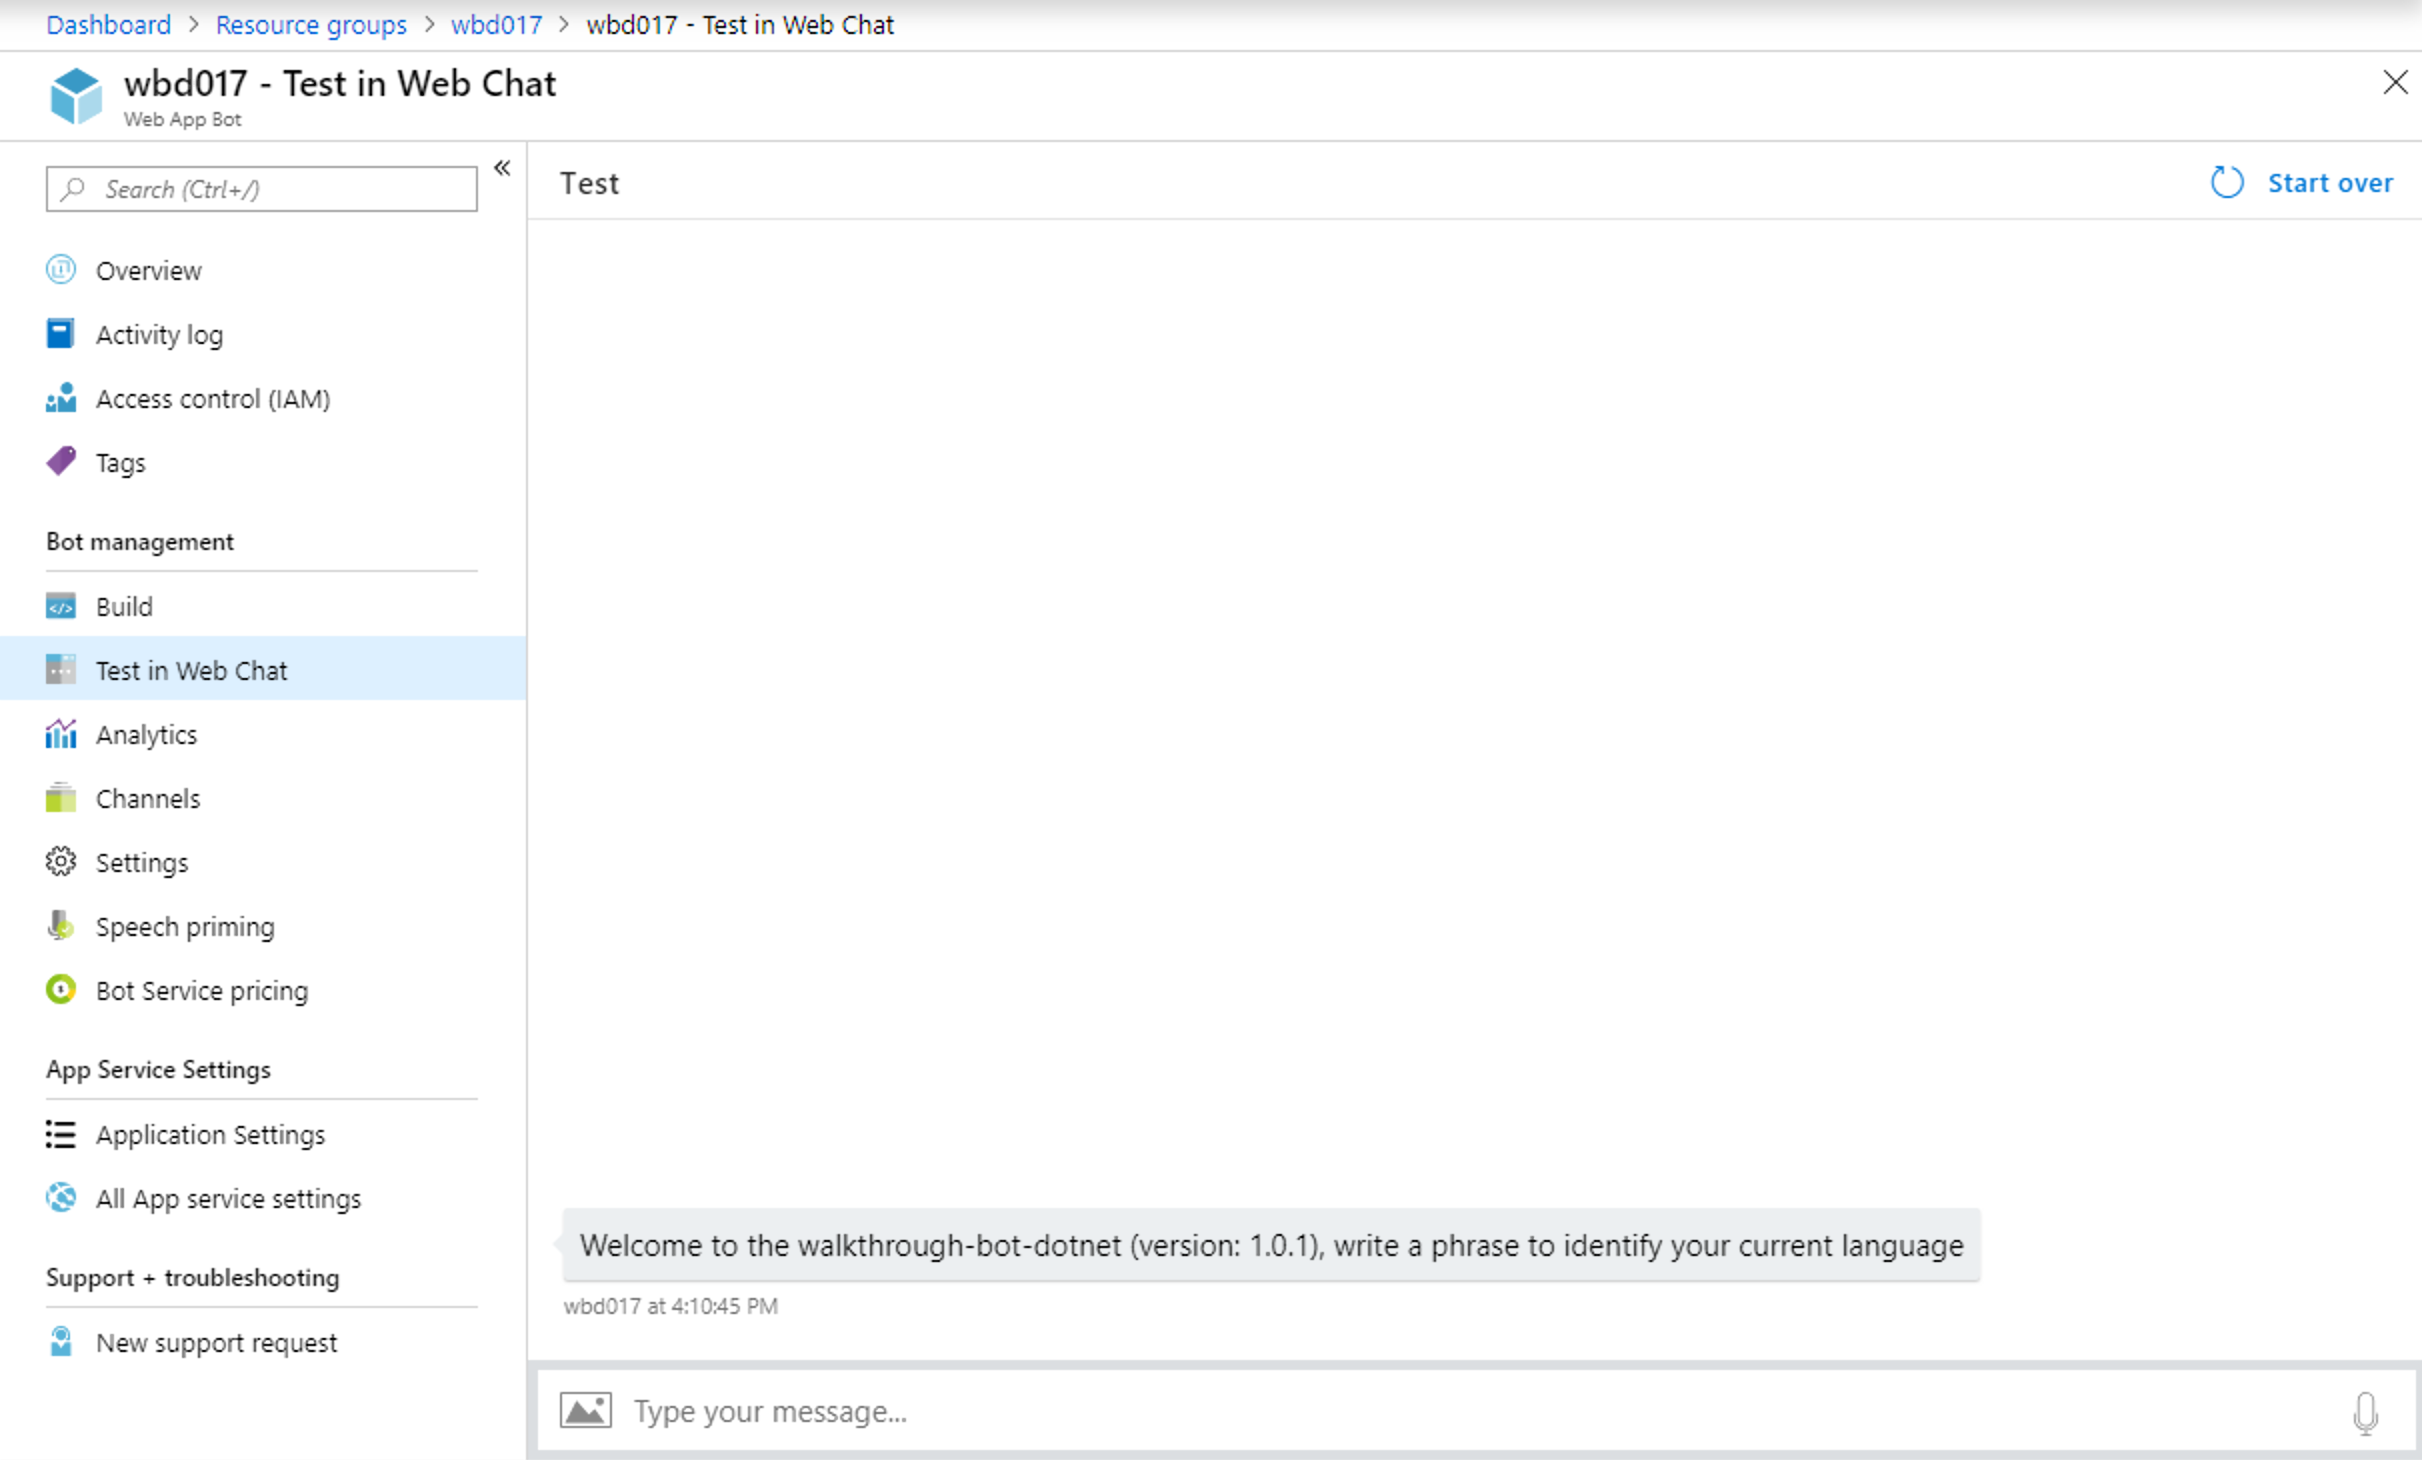 Dashboard > Resource groups > wbd017 > wbd017 - Test in Web Chat
wbd017 - Test in Web Chat
Web App Bot
Search (Ctrl+/)
«
Overview
Activity log
Access control (IAM)
Tags
Bot management
Build
Test in Web Chat
Analytics
Channels
Settings
Speech priming
Bot Service pricing
App Service Settings
Application Settings
All App service settings
Support + troubleshooting
New support request
Test
Start over
Welcome to the walkthrough-bot-dotnet (version: 1.0.1), write a phrase to identify your current language
wbd017 at 4:10:45 PM
Type your message...